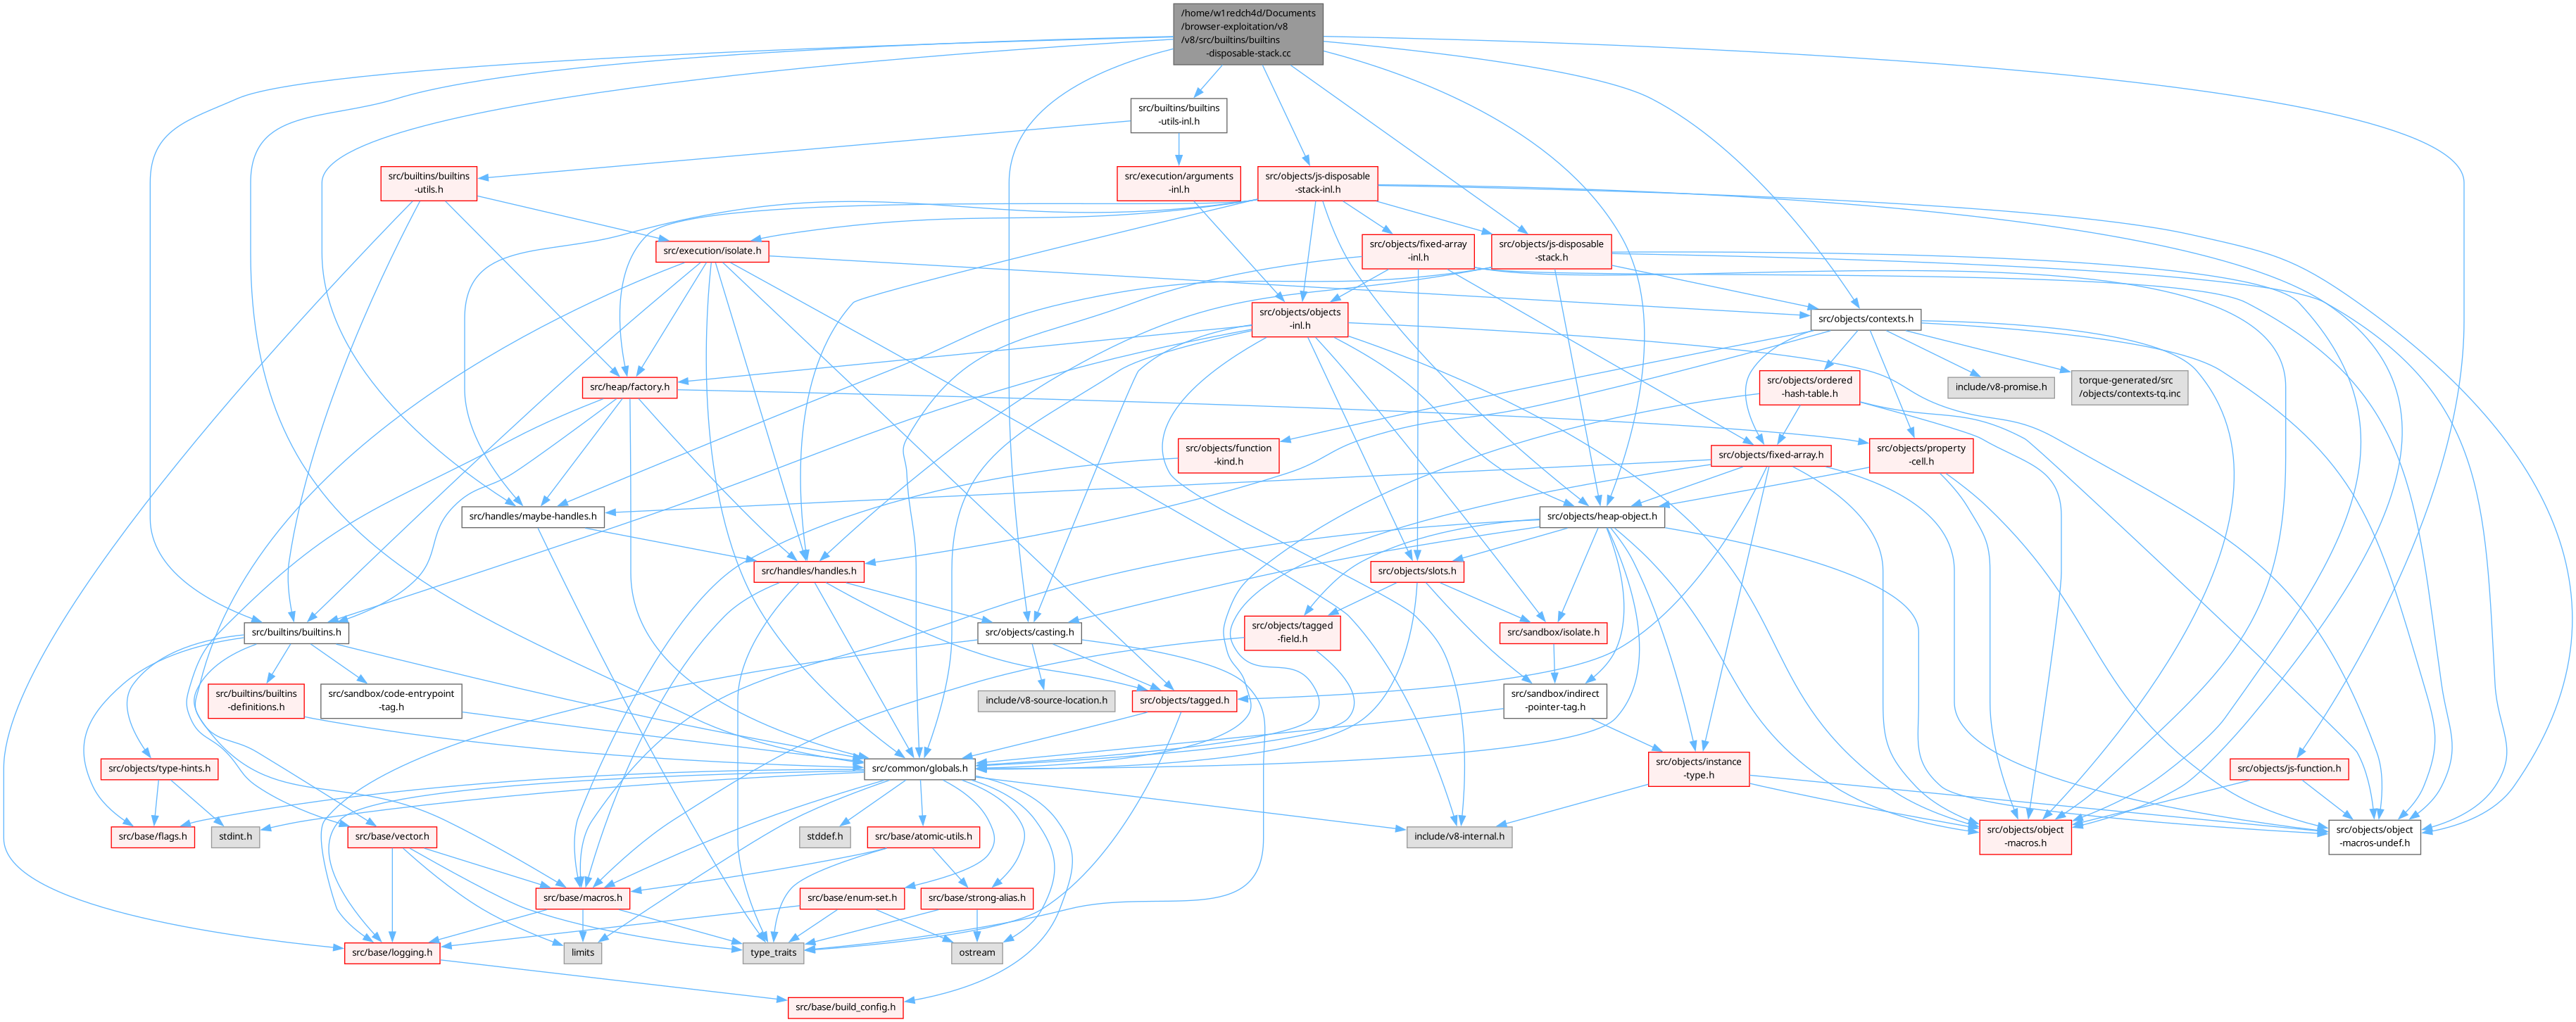 /home/w1redch4d/Documents
/browser-exploitation/v8
/v8/src/builtins/builtins
-disposable-stack.cc
src/builtins/builtins
-utils-inl.h
src/builtins/builtins
-utils.h
src/execution/arguments
-inl.h
src/objects/js-disposable
-stack-inl.h
src/execution/isolate.h
src/objects/fixed-array
-inl.h
src/objects/js-disposable
-stack.h
src/objects/objects
-inl.h
src/objects/contexts.h
src/heap/factory.h
src/objects/ordered
-hash-table.h
include/v8-promise.h
torque-generated/src
/objects/contexts-tq.inc
src/objects/function
-kind.h
src/objects/fixed-array.h
src/objects/property
-cell.h
src/handles/maybe-handles.h
src/objects/heap-object.h
src/handles/handles.h
src/objects/slots.h
src/builtins/builtins.h
src/objects/casting.h
src/objects/tagged
-field.h
src/sandbox/isolate.h
src/builtins/builtins
-definitions.h
src/sandbox/code-entrypoint
-tag.h
include/v8-source-location.h
src/objects/tagged.h
src/sandbox/indirect
-pointer-tag.h
src/objects/type-hints.h
src/common/globals.h
src/objects/instance
-type.h
src/objects/js-function.h
src/base/flags.h
stdint.h
src/base/vector.h
stddef.h
src/base/atomic-utils.h
include/v8-internal.h
src/objects/object
-macros.h
src/objects/object
-macros-undef.h
src/base/macros.h
src/base/enum-set.h
src/base/strong-alias.h
src/base/logging.h
limits
type_traits
ostream
src/base/build_config.h